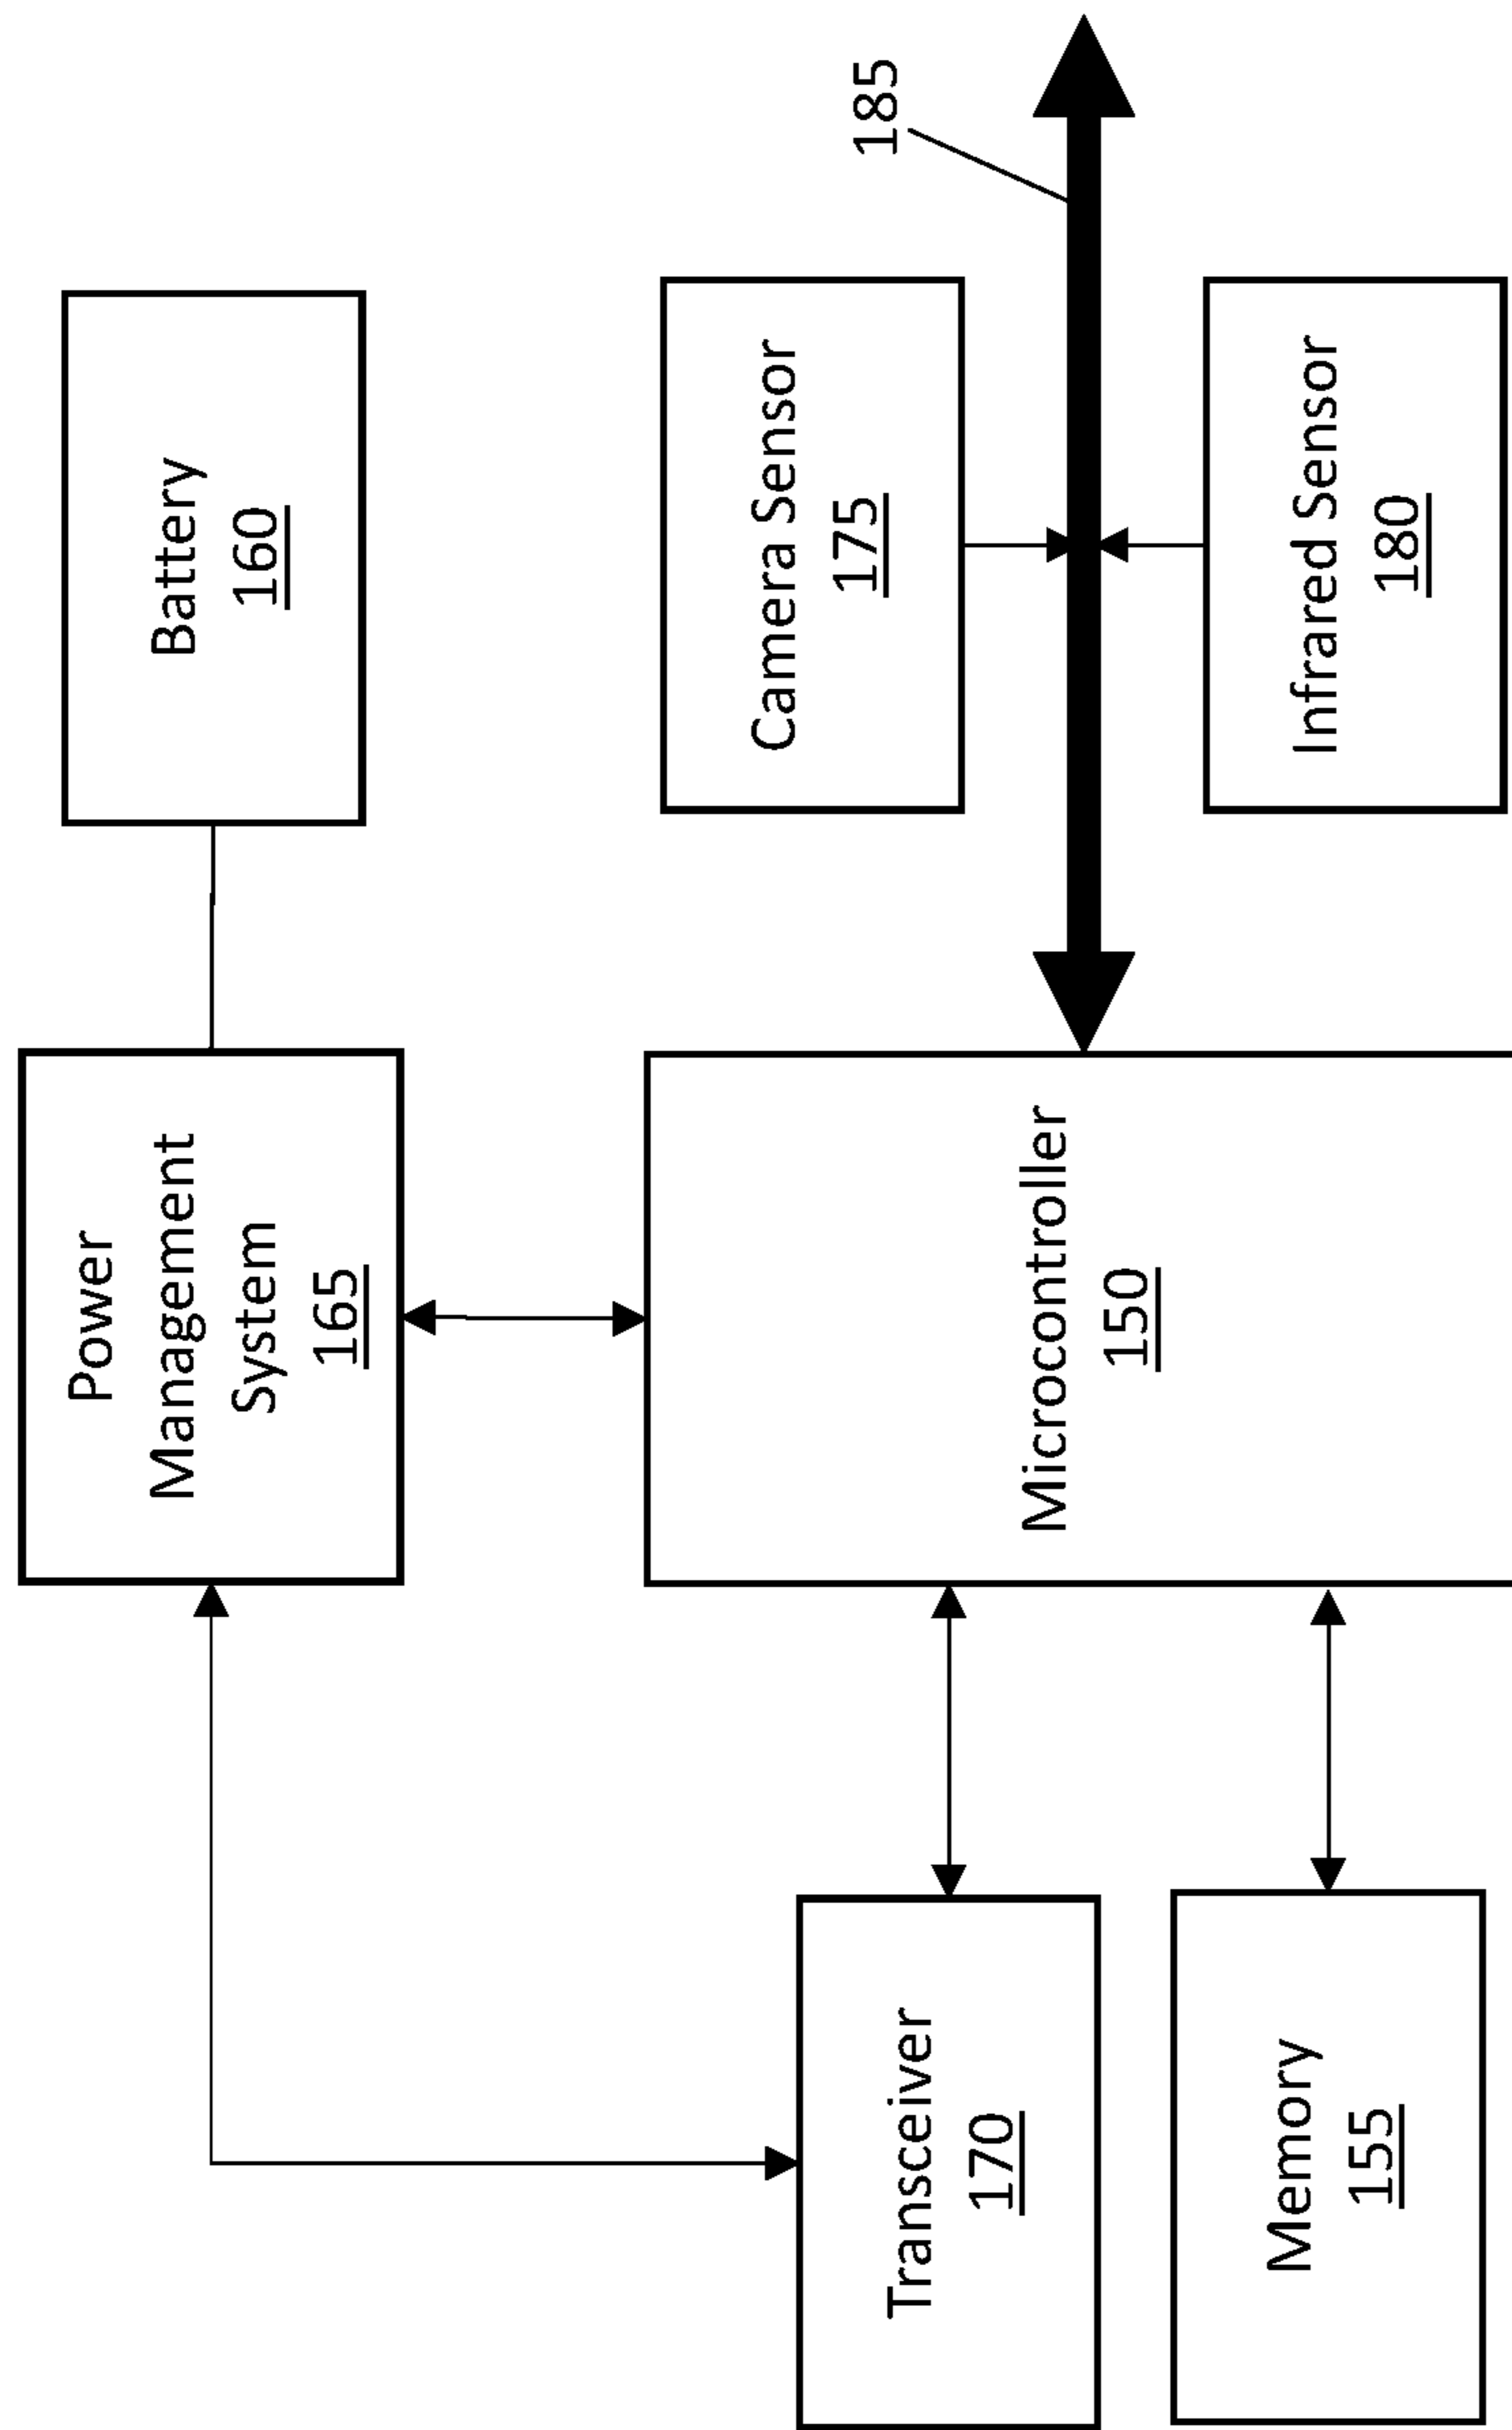 Power
Management
System
165
Battery
160
Transceiver
170
Microcontroller
150
Camera Sensor
175
185
Memory
155
Infrared Sensor
180